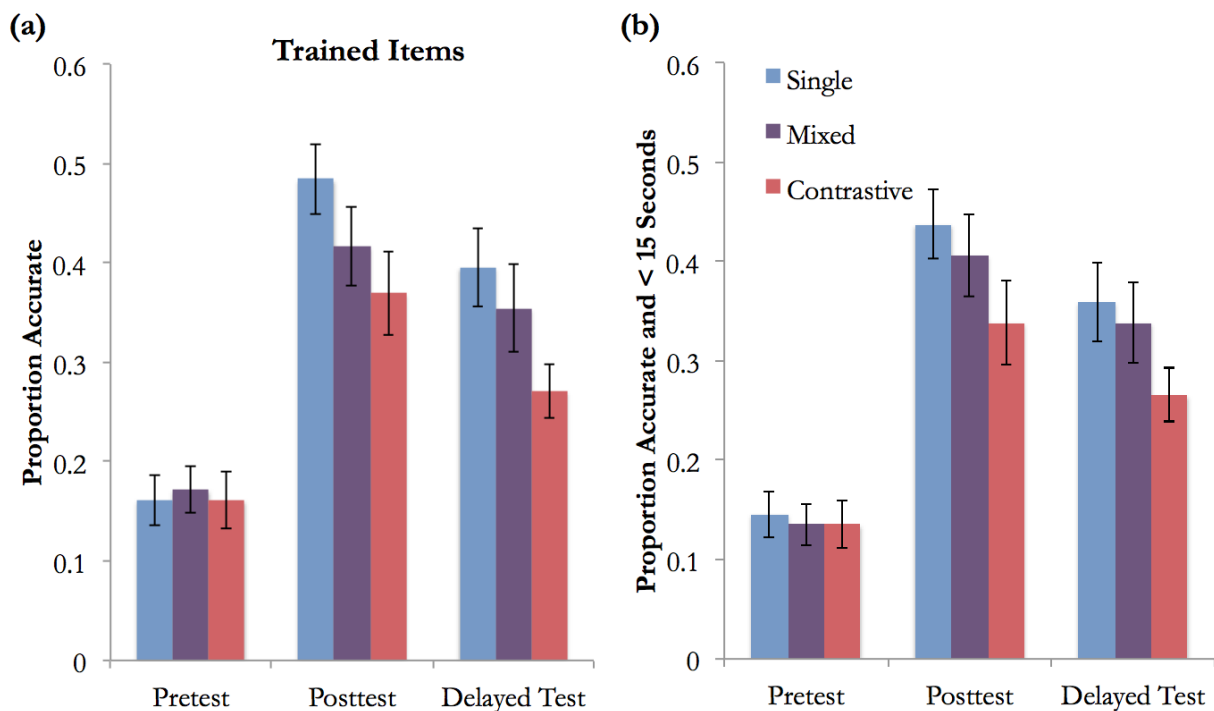 (a)
Trained Items
Proportion Accurate
0.6
0.5
0.4
0.3
0.2
0.1
0
Pretest
Posttest
Delayed Test
(b)
Proportion Accurate and < 15 Seconds
0.6
0.5
0.4
0.3
0.2
0.1
0
Single
Mixed
Contrastive
Pretest
Posttest
Delayed Test